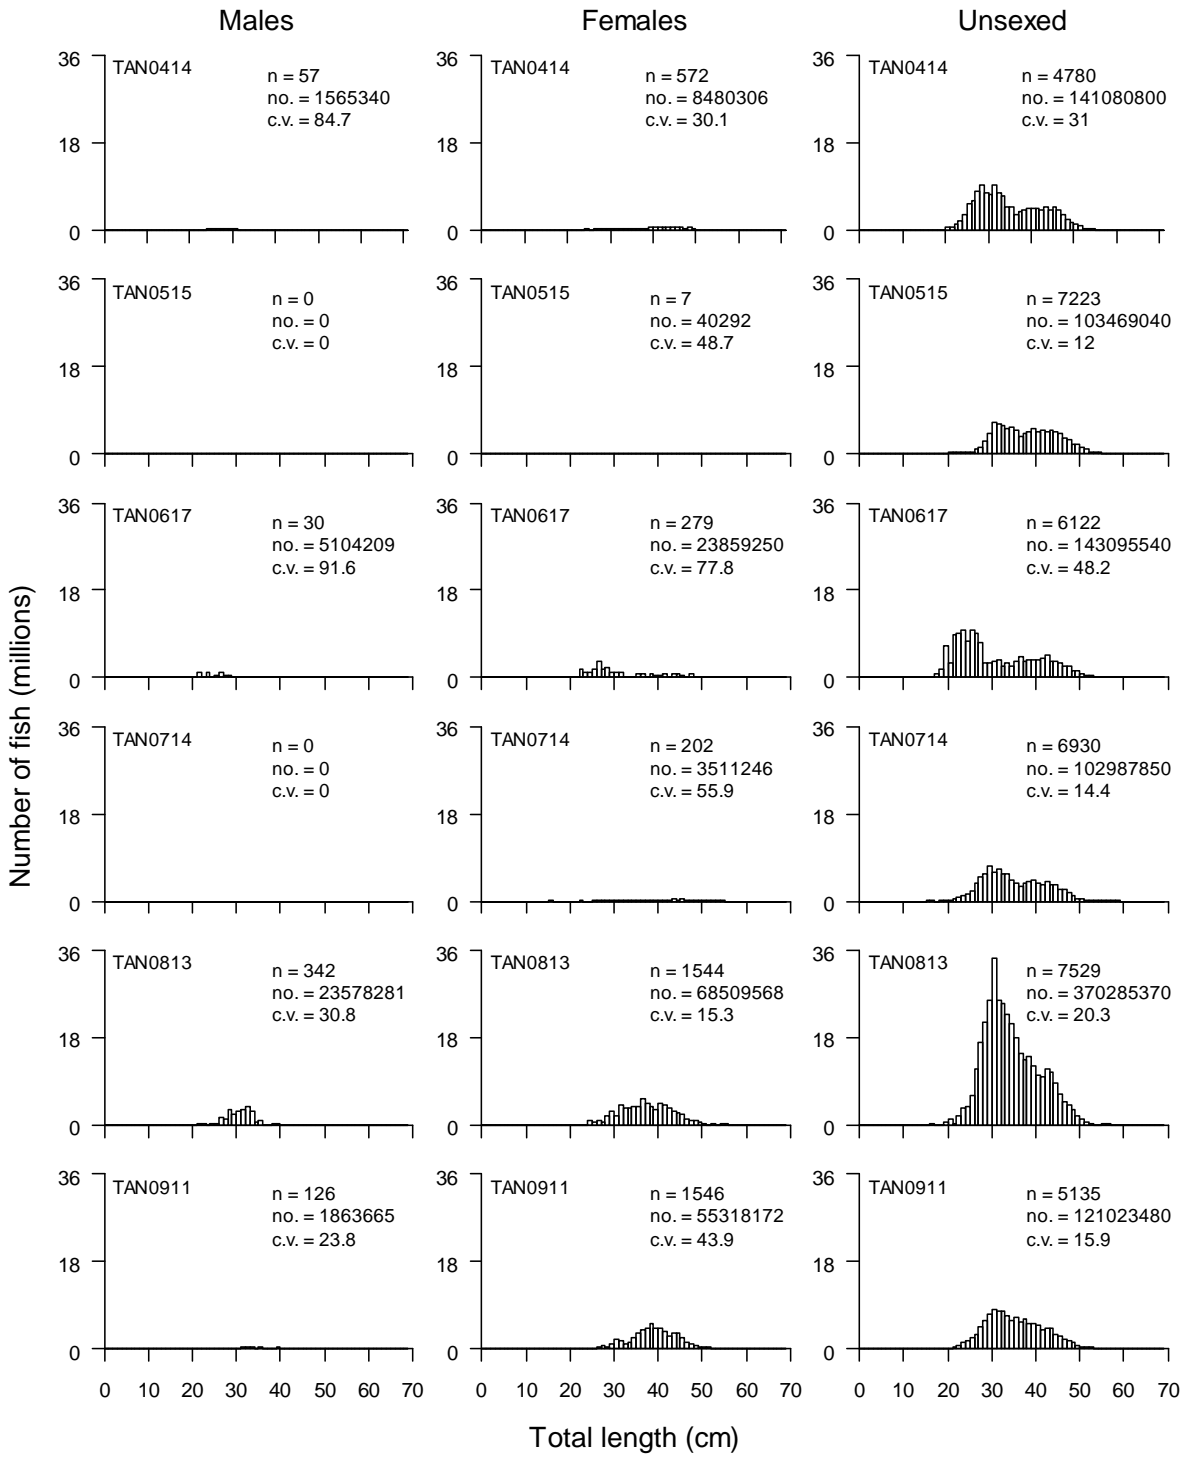 Males Females Unsexed
36 TAN0414 n = 57 36 TAN0414 n = 572 36 TAN0414 n = 4780
no. = 1565340 no. = 8480306 no. = 141080800
c.v. = 84.7 c.v. = 30.1 c.v. = 31
18 18 18
0 0 0
36 TAN0515 n = 0 36 TAN0515 n = 7 36 TAN0515 n = 7223
no. = 0 no. = 40292 no. = 103469040
c.v. = 0 c.v. = 48.7 c.v. = 12
18 18 18
0 0 0
36 TAN0617 n = 30 36 TAN0617 n = 279 36 TAN0617 n = 6122
no. = 5104209 no. = 23859250 no. = 143095540
c.v. = 91.6 c.v. = 77.8 c.v. = 48.2
18 18 18
0 0 0
Number of fish (millions)
36 TAN0714 n = 0 36 TAN0714 n = 202 36 TAN0714 n = 6930
no. = 0 no. = 3511246 no. = 102987850
c.v. = 0 c.v. = 55.9 c.v. = 14.4
18 18 18
0 0 0
36 TAN0813 n = 342 36 TAN0813 n = 1544 36 TAN0813 n = 7529
no. = 23578281 no. = 68509568 no. = 370285370
c.v. = 30.8 c.v. = 15.3 c.v. = 20.3
18 18 18
0 0 0
36 TAN0911 n = 126 36 TAN0911 n = 1546 36 TAN0911 n = 5135
no. = 1863665 no. = 55318172 no. = 121023480
c.v. = 23.8 c.v. = 43.9 c.v. = 15.9
18 18 18
0 0 0
0 10 20 30 40 50 60 70 0 10 20 30 40 50 60 70 0 10 20 30 40 50 60 70
Total length (cm)